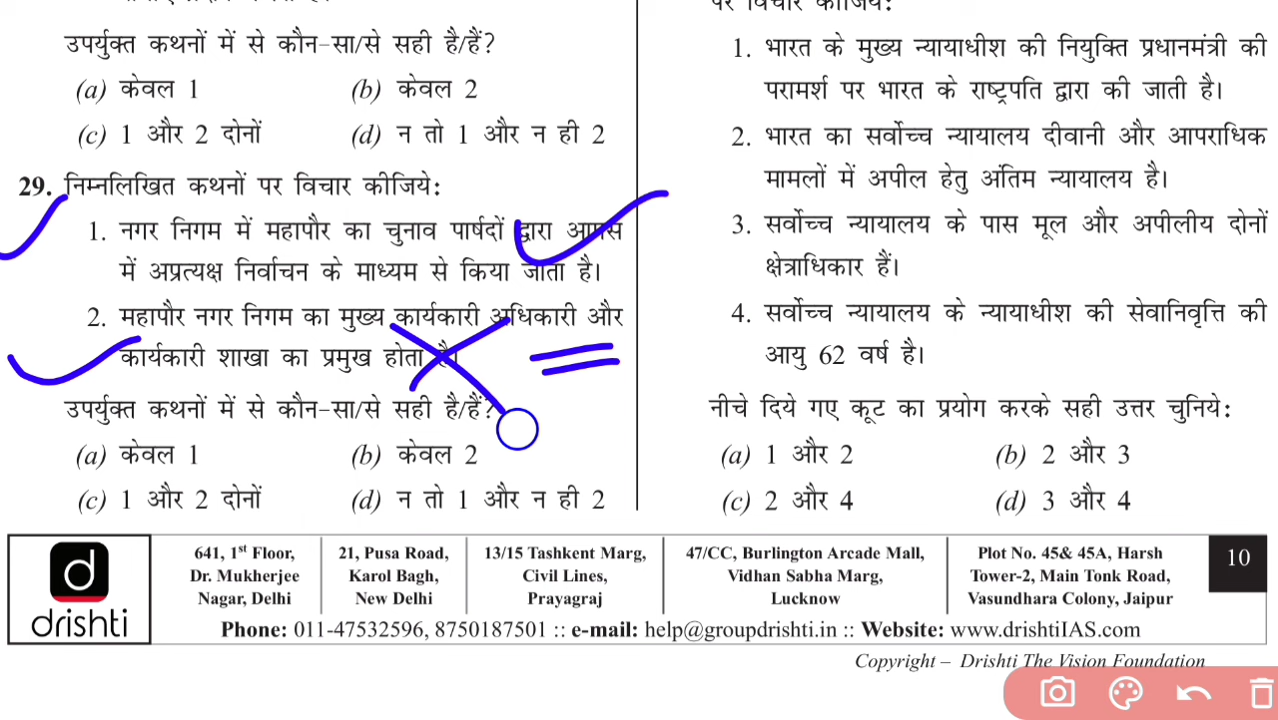 उपर्युक्त कथनों में से कौन-सा/से सही है/हैं?
(a) केवल 1 (b) केवल 2
(c) 1 और 2 दोनों (d) न तो 1 और न ही 2
29. निम्नलिखित कथनों पर विचार कीजिये:
1. नगर निगम में महापौर का चुनाव पार्षदों द्वारा आपस
में अप्रत्यक्ष निर्वाचन के माध्यम से किया जाता है।
2. महापौर नगर निगम का मुख्य कार्यकारी अधिकारी और
कार्यकारी शाखा का प्रमुख होता है।
उपर्युक्त कथनों में से कौन-सा/से सही है/हैं?
(a) केवल 1 (b) केवल 2
(c) 1 और 2 दोनों (d) न तो 1 और न ही 2
पर विचार कीजिये:
1. भारत के मुख्य न्यायाधीश की नियुक्ति प्रधानमंत्री की
परामर्श पर भारत के राष्ट्रपति द्वारा की जाती है।
2. भारत का सर्वोच्च न्यायालय दीवानी और आपराधिक
मामलों में अपील हेतु अंतिम न्यायालय है।
3. सर्वोच्च न्यायालय के पास मूल और अपीलीय दोनों
क्षेत्राधिकार हैं।
4. सर्वोच्च न्यायालय के न्यायाधीश की सेवानिवृत्ति की
आयु 62 वर्ष है।
नीचे दिये गए कूट का प्रयोग करके सही उत्तर चुनिये:
(a) 1 और 2 (b) 2 और 3
(c) 2 और 4 (d) 3 और 4
d
drishti
641, 1st Floor,
Dr. Mukherjee
Nagar, Delhi
21, Pusa Road,
Karol Bagh,
New Delhi
13/15 Tashkent Marg,
Civil Lines,
Prayagraj
47/CC, Burlington Arcade Mall,
Vidhan Sabha Marg,
Lucknow
Plot No. 45& 45A, Harsh
Tower-2, Main Tonk Road,
Vasundhara Colony, Jaipur
10
Phone: 011-47532596, 8750187501 :: e-mail: help@groupdrishti.in :: Website: www.drishtiIAS.com
Copyright – Drishti The Vision Foundation